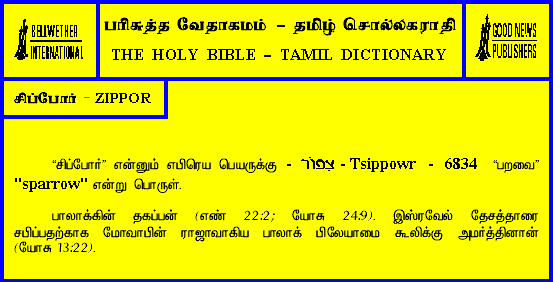 BELLWETHER
INTERNATIONAL
பரிசுத்த வேதாகமம் – தமிழ் சொல்லகராதி
THE HOLY BIBLE – TAMIL DICTIONARY
GOOD NEWS
PUBLISHERS
சிப்போர் – ZIPPOR
“சிப்போர்” என்னும் எபிரெய பெயருக்கு - צִפּוֹר - Tsippowr - 6834 “பறவை”
"sparrow" என்று பொருள்.
பாலாக்கின் தகப்பன் (எண் 22:2; யோசு 24:9). இஸ்ரவேல் தேசத்தாரை
சபிப்பதற்காக மோவாபின் ராஜாவாகிய பாலாக் பிலேயாமை கூலிக்கு அமர்த்தினான்
(யோசு 13:22).